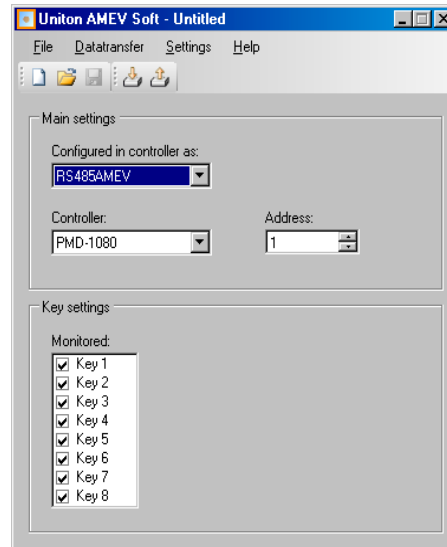 Uniton AMEV Soft - Untitled
File Datatransfer Settings Help
Main settings
Configured in controller as:
RS485AMEV
Controller: Address:
PMD-1080 1
Key settings
Monitored:
Key 1
Key 2
Key 3
Key 4
Key 5
Key 6
Key 7
Key 8